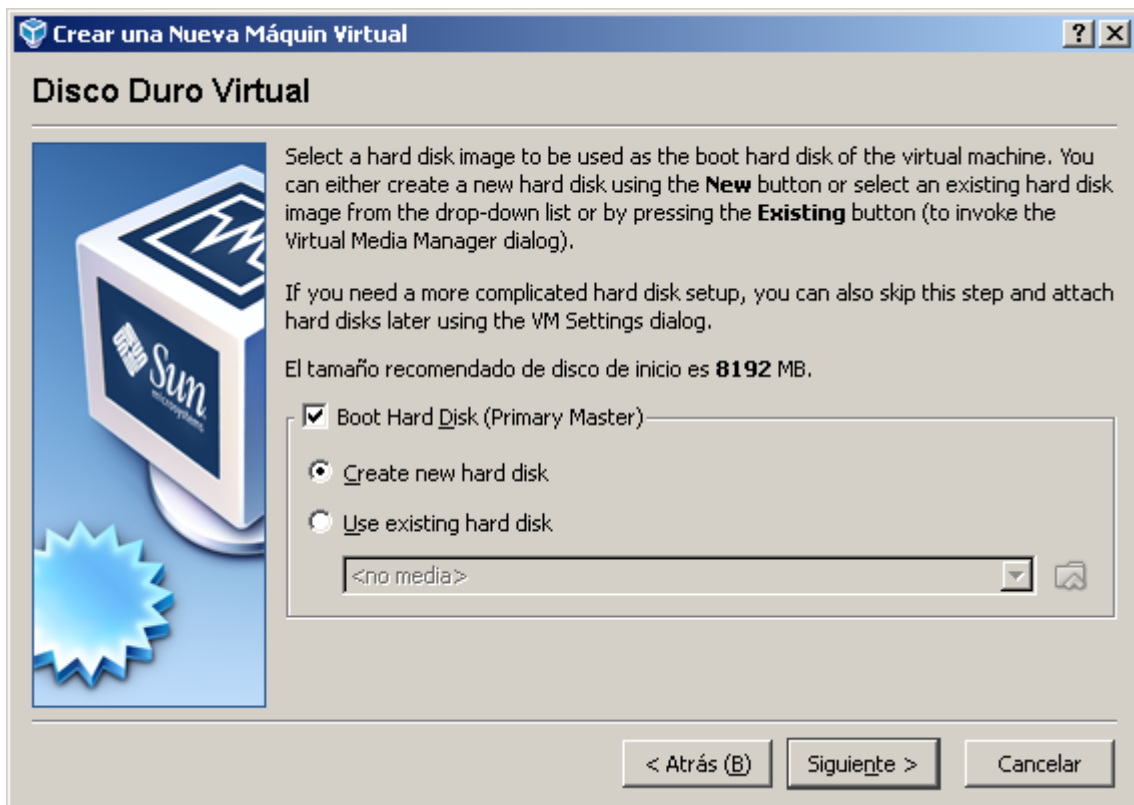 Crear una Nueva Máquin Virtual
Disco Duro Virtual
Select a hard disk image to be used as the boot hard disk of the virtual machine. You
can either create a new hard disk using the New button or select an existing hard disk
image from the drop-down list or by pressing the Existing button (to invoke the
Virtual Media Manager dialog).
If you need a more complicated hard disk setup, you can also skip this step and attach
hard disks later using the VM Settings dialog.
El tamaño recomendado de disco de inicio es 8192 MB.
Boot Hard Disk (Primary Master)
Create new hard disk
Use existing hard disk
<no media>
Sun
microsystems
< Atrás (B)
Siguiente >
Cancelar